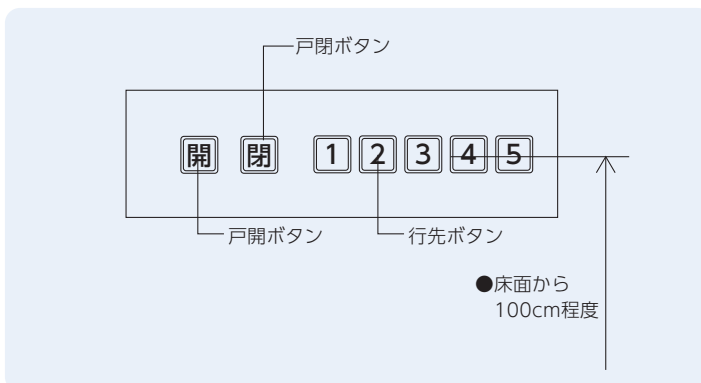 戸閉ボタン
開 閉 1 2 3 4 5
戸開ボタン 行先ボタン
●床面から
100cm程度